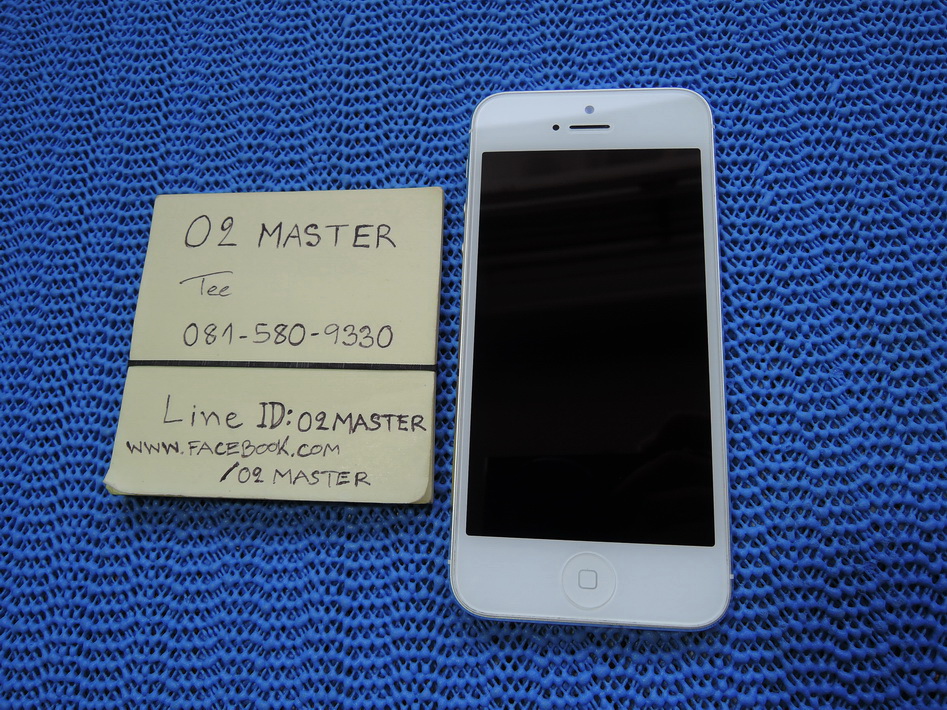 O2 MASTER
Tee
081-580-9330
Line ID: O2MASTER
WWW.FACEBOOK.COM
/O2 MASTER